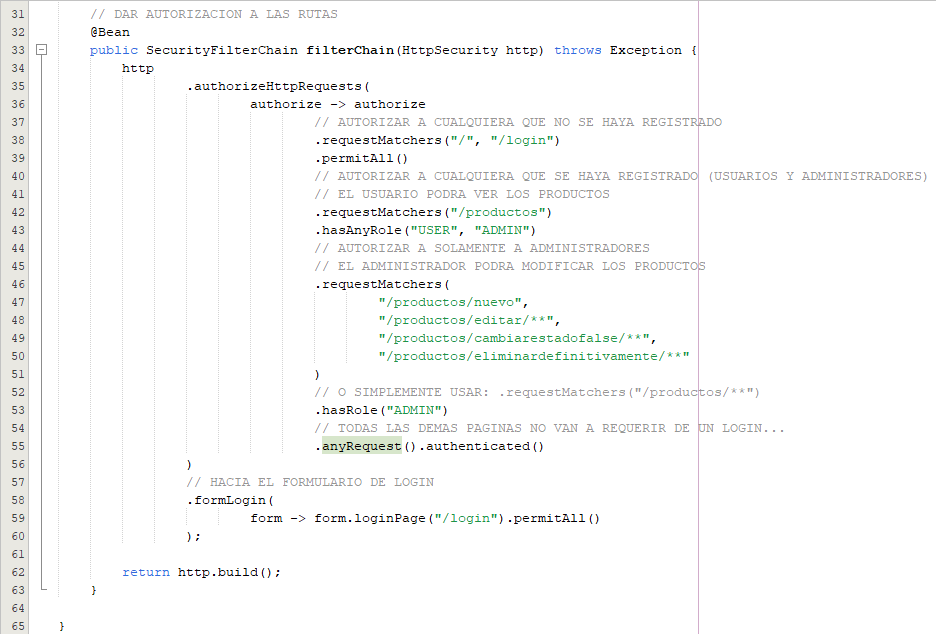 31 // DAR AUTORIZACION A LAS RUTAS
32 @Bean
33 public SecurityFilterChain filterChain(HttpSecurity http) throws Exception {
34 http
35 .authorizeHttpRequests(
36 authorize -> authorize
37 // AUTORIZAR A CUALQUIERA QUE NO SE HAYA REGISTRADO
38 .requestMatchers("/", "/login")
39 .permitAll()
40 // AUTORIZAR A CUALQUIERA QUE SE HAYA REGISTRADO (USUARIOS Y ADMINISTRADORES)
41 // EL USUARIO PODRA VER LOS PRODUCTOS
42 .requestMatchers("/productos")
43 .hasAnyRole("USER", "ADMIN")
44 // AUTORIZAR A SOLAMENTE A ADMINISTRADORES
45 // EL ADMINISTRADOR PODRA MODIFICAR LOS PRODUCTOS
46 .requestMatchers(
47 "/productos/nuevo",
48 "/productos/editar/**",
49 "/productos/cambiarestadofalse/**",
50 "/productos/eliminardefinitivamente/**"
51 )
52 // O SIMPLEMENTE USAR: .requestMatchers("/productos/**")
53 .hasRole("ADMIN")
54 // TODAS LAS DEMAS PAGINAS NO VAN A REQUERIR DE UN LOGIN...
55 .anyRequest().authenticated()
56 )
57 // HACIA EL FORMULARIO DE LOGIN
58 .formLogin(
59 form -> form.loginPage("/login").permitAll()
60 );
61
62 return http.build();
63 }
64
65 }